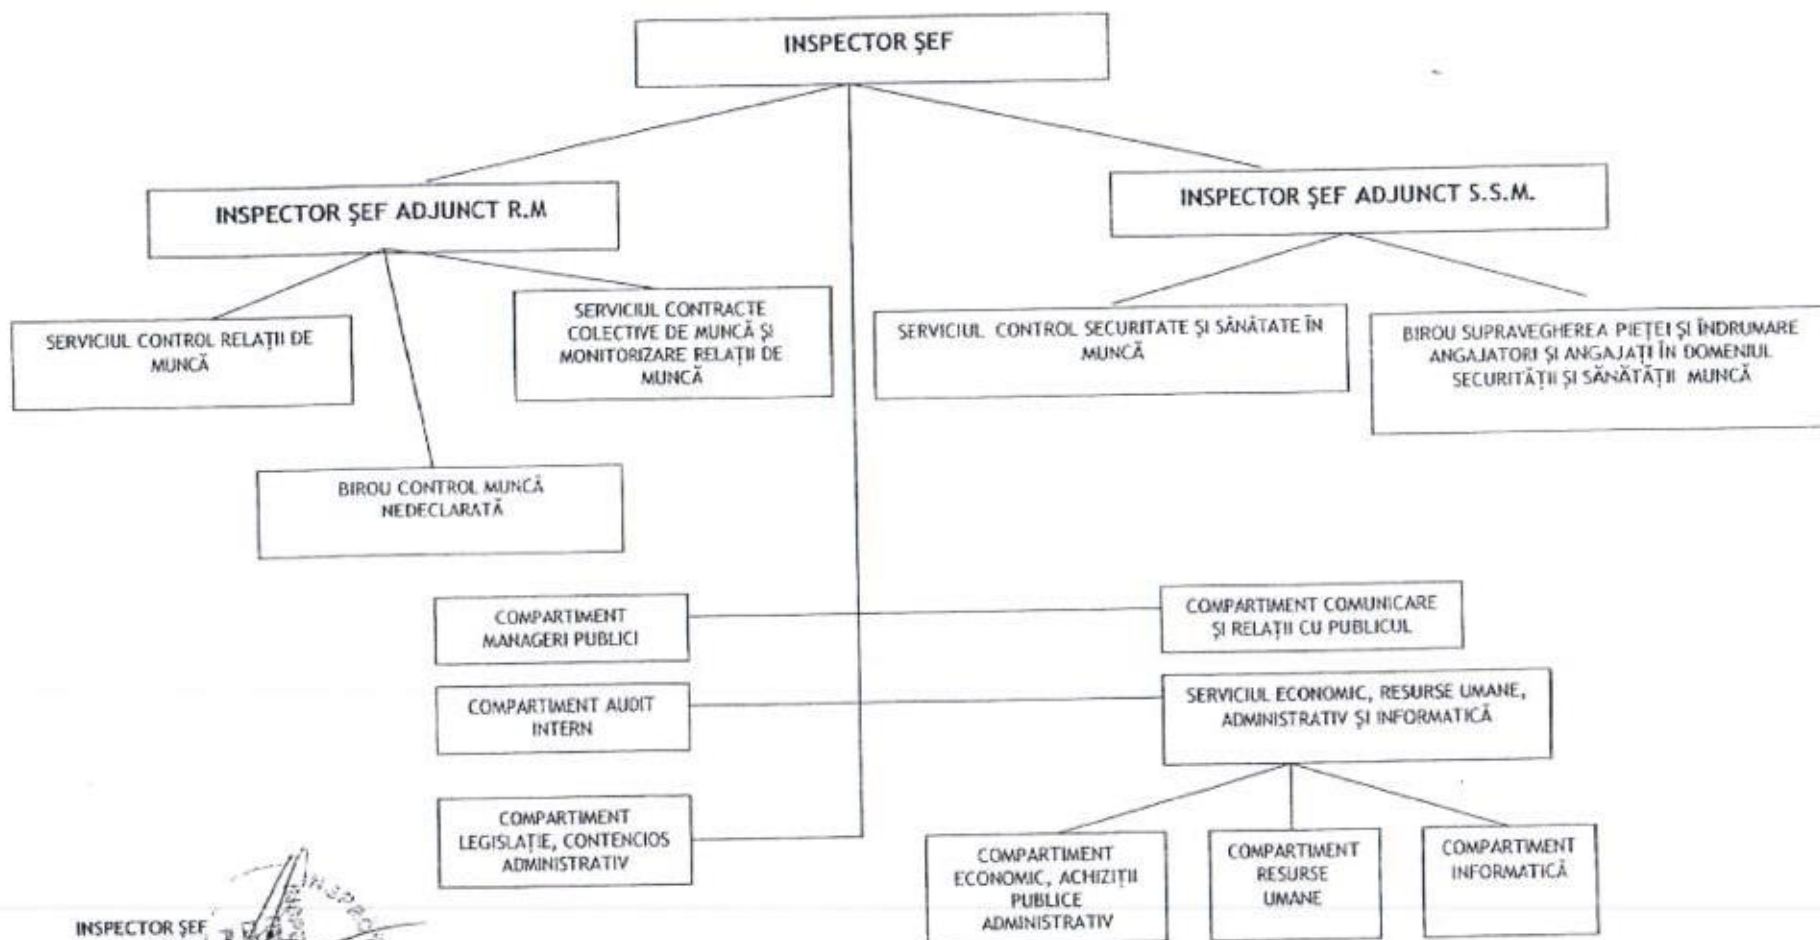 INSPECTOR ŞEF
INSPECTOR ŞEF ADJUNCT R.M
INSPECTOR ŞEF ADJUNCT S.S.M.
SERVICIUL CONTROL RELAŢII DE
MUNCĂ
SERVICIUL CONTRACTE
COLECTIVE DE MUNCĂ ŞI
MONITORIZARE RELAŢII DE
MUNCĂ
SERVICIUL CONTROL SECURITATE ŞI SĂNĂTATE ÎN
MUNCĂ
BIROU SUPRAVEGHEREA PIEŢEI ŞI ÎNDRUMARE
ANGAJATORI ŞI ANGAJAŢI ÎN DOMENIUL
SECURITĂŢII ŞI SĂNĂTĂŢII MUNCĂ
BIROU CONTROL MUNCĂ
NEDECLARATĂ
COMPARTIMENT
MANAGERI PUBLICI
COMPARTIMENT COMUNICARE
ŞI RELAŢII CU PUBLICUL
COMPARTIMENT AUDIT
INTERN
SERVICIUL ECONOMIC, RESURSE UMANE,
ADMINISTRATIV ŞI INFORMATICĂ
COMPARTIMENT
LEGISLAŢIE, CONTENCIOS
ADMINISTRATIV
COMPARTIMENT
ECONOMIC, ACHIZIŢII
PUBLICE
ADMINISTRATIV
COMPARTIMENT
RESURSE
UMANE
COMPARTIMENT
INFORMATICĂ
INSPECTOR ŞEF